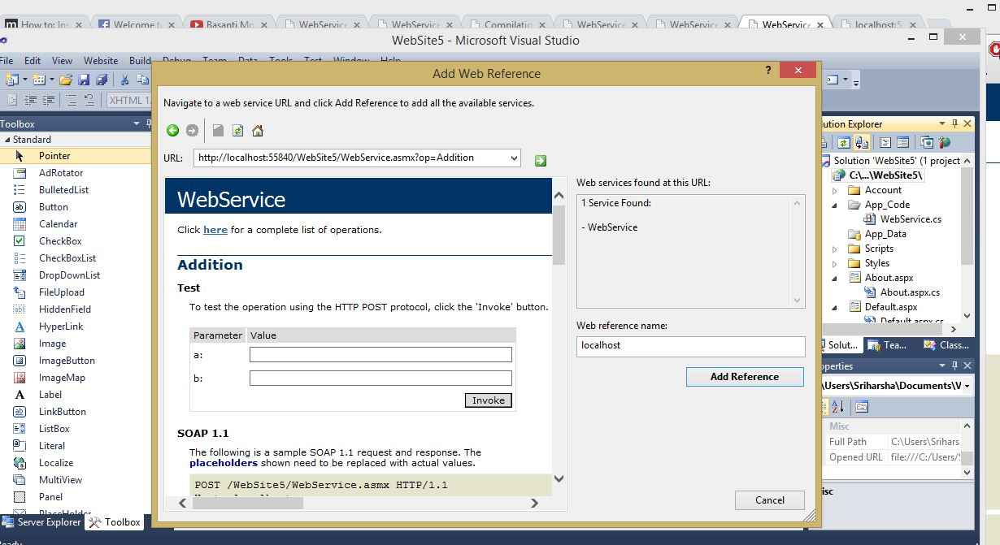 How to: Ins
Welcome t
Basanti Mo
WebService
WebService
Compilatio
WebService
WebService
WebService
localhost:5
WebSite5 - Microsoft Visual Studio
File Edit View Website Build Debug Team Data Tools Test Window Help
XHTML 1.
Toolbox
Standard
Pointer
AdRotator
BulletedList
Button
Calendar
CheckBox
CheckBoxList
DropDownList
FileUpload
HiddenField
HyperLink
Image
ImageButton
ImageMap
Label
LinkButton
ListBox
Literal
Localize
MultiView
Panel
PlaceHolder
Server Explorer Toolbox
Ready
Add Web Reference
Navigate to a web service URL and click Add Reference to add all the available services.
URL: http://localhost:55840/WebSite5/WebService.asmx?op=Addition
WebService
Click here for a complete list of operations.
Addition
Test
To test the operation using the HTTP POST protocol, click the 'Invoke' button.
Parameter Value
a:
b:
Invoke
SOAP 1.1
The following is a sample SOAP 1.1 request and response. The
placeholders shown need to be replaced with actual values.
POST /WebSite5/WebService.asmx HTTP/1.1
Web services found at this URL:
1 Service Found:
- WebService
Web reference name:
localhost
Add Reference
Cancel
ution Explorer
Solution 'WebSite5' (1 project
C:\...\WebSite5\
Account
App_Code
WebService.cs
App_Data
Scripts
Styles
About.aspx
About.aspx.cs
Default.aspx
Default.aspx.cs
Solut... Tea... Class...
operties
\Users\Sriharsha\Documents\V
Misc
Full Path C:\Users\Srihars
Opened URL file:///C:/Users/S
isc